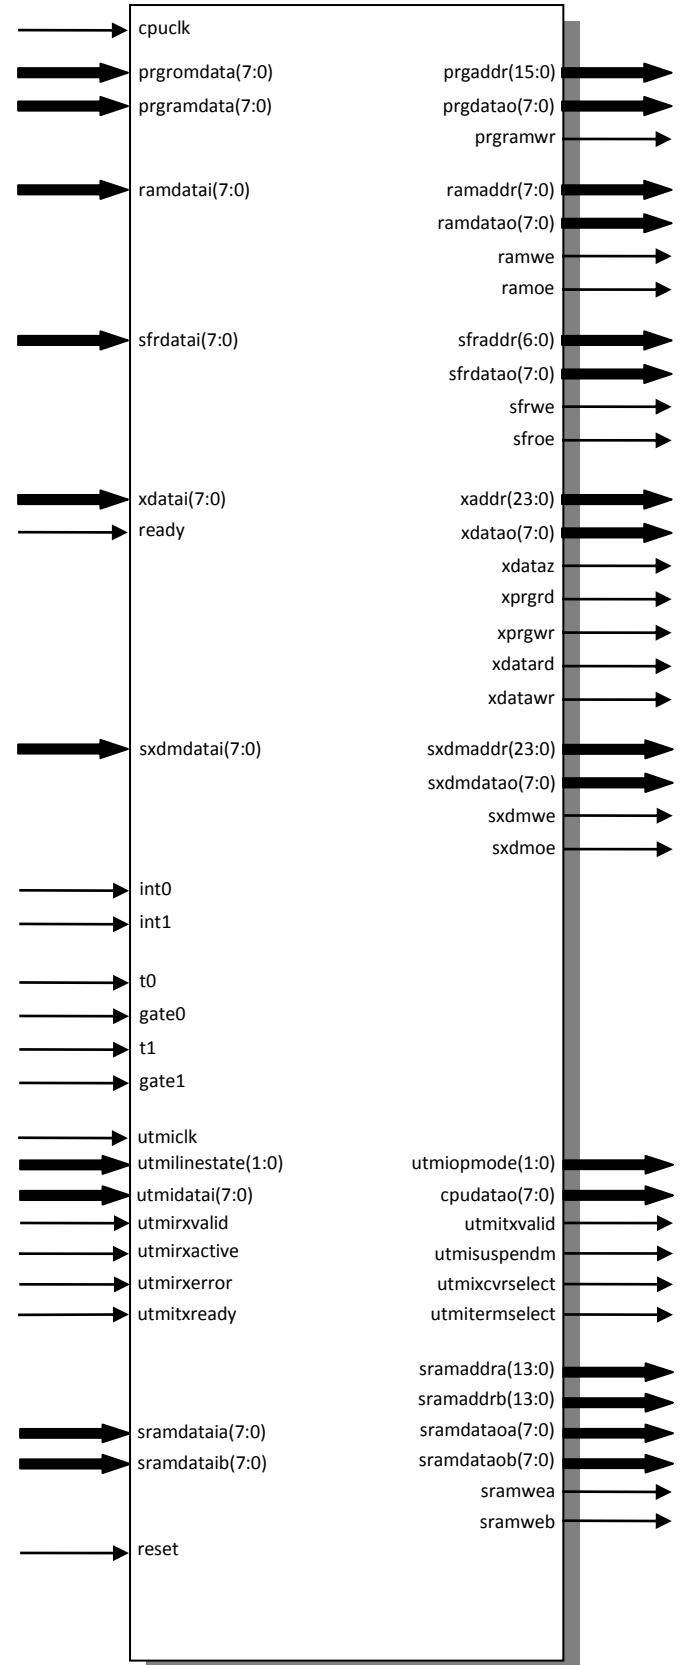 cpuclk
prgromdata(7:0)
prgaddr(15:0)
prgramdata(7:0)
prgdatao(7:0)
prgramwr
ramdatai(7:0)
ramaddr(7:0)
ramdatao(7:0)
ramwe
ramoe
sfrdatai(7:0)
sfraddr(6:0)
sfrdatao(7:0)
sfrwe
sfroe
xdatai(7:0)
xaddr(23:0)
ready
xdatao(7:0)
xdataz
xprgrd
xprgwr
xdatard
xdatawr
sxdmdatai(7:0)
sxdmaddr(23:0)
sxdmdatao(7:0)
sxdmwe
sxdmoe
int0
int1
t0
gate0
t1
gate1
utmiclk
utmilinestate(1:0)
utmiopmode(1:0)
utmidatai(7:0)
cpudatao(7:0)
utmirxvalid
utmitxvalid
utmirxactive
utmisuspendm
utmirxerror
utmixcvrselect
utmitxready
utmitermselect
sramaddra(13:0)
sramaddrb(13:0)
sramdataia(7:0)
sramdataoa(7:0)
sramdataib(7:0)
sramdataob(7:0)
sramwea
sramweb
reset